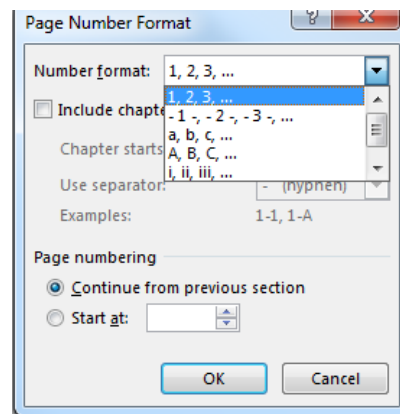 Page Number Format
Number format: 1, 2, 3, ...
1, 2, 3, ...
Include chapte
- 1 -, - 2 -, - 3 -, ...
a, b, c, ...
Chapter starts
A, B, C, ...
i, ii, iii, ...
Use separator: - (hyphen)
Examples: 1-1, 1-A
Page numbering
Continue from previous section
Start at:
OK Cancel